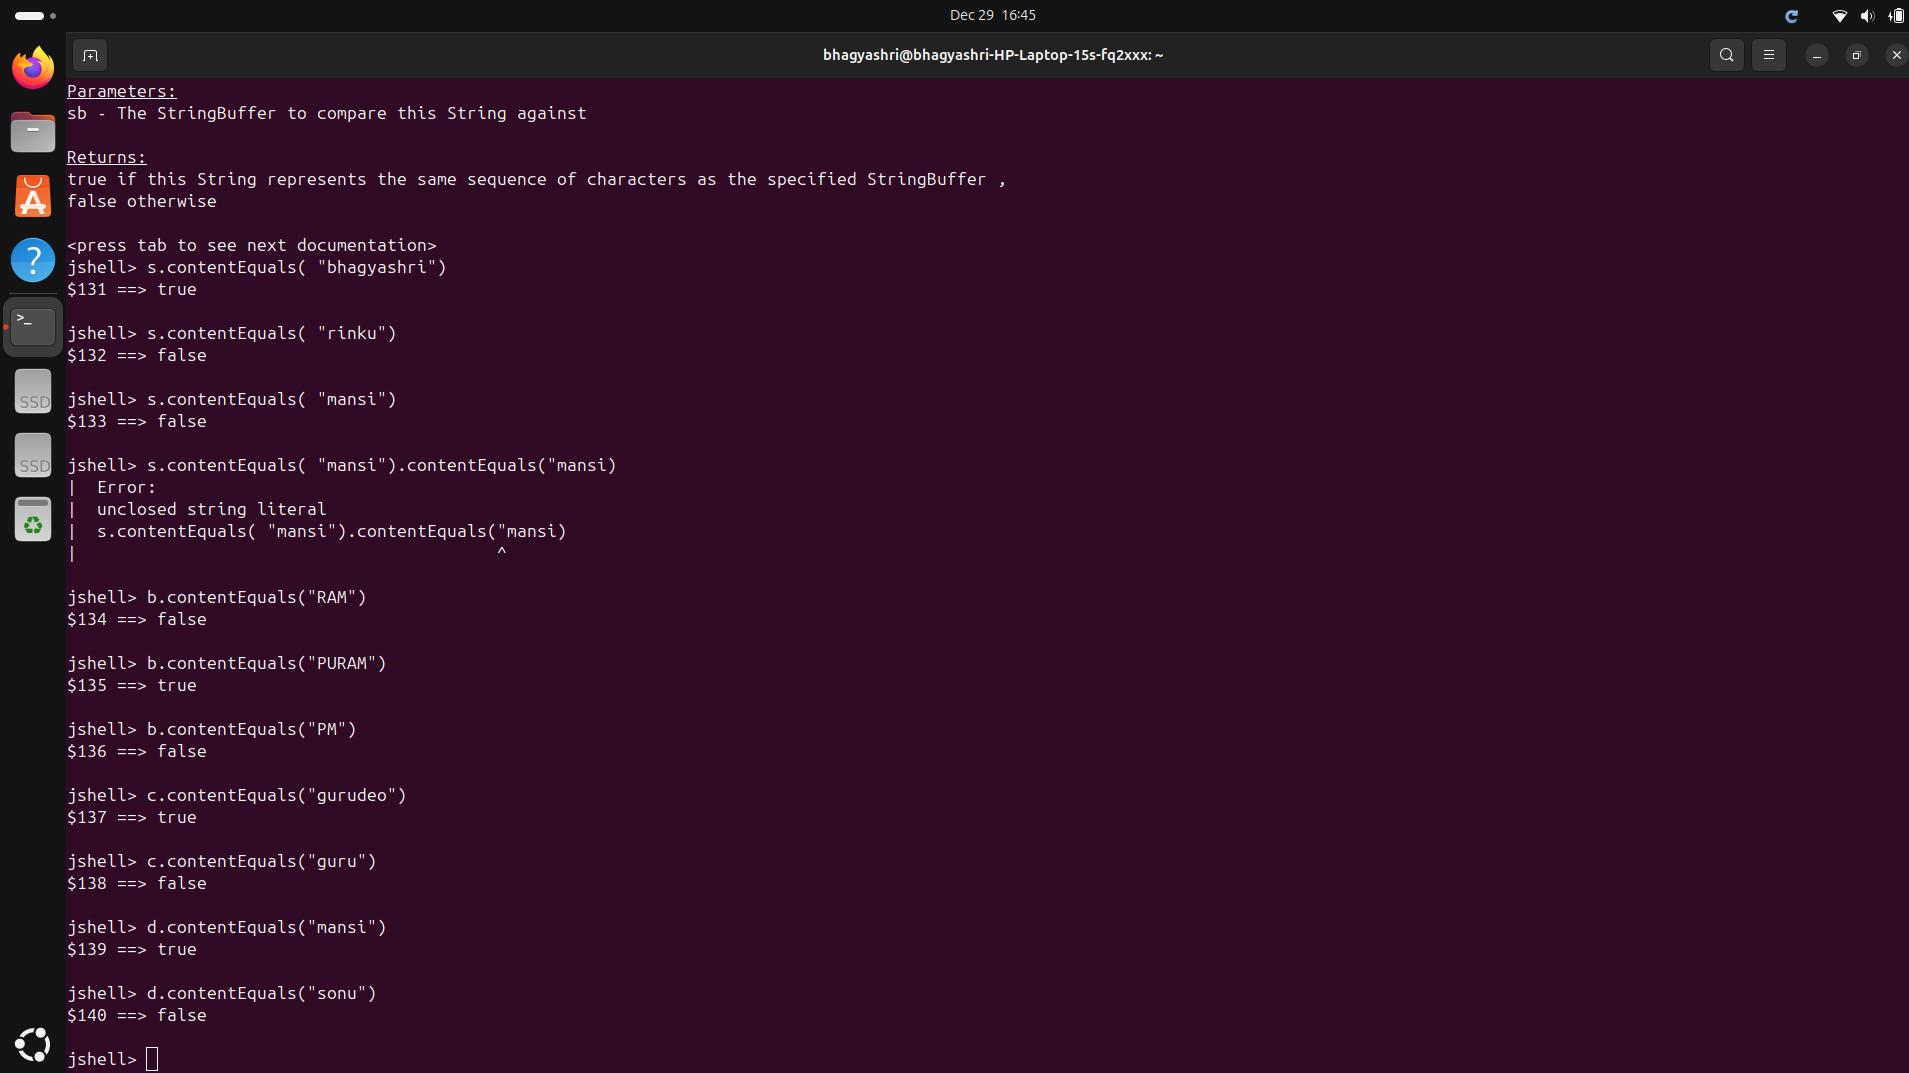 Dec 29 16:45
bhagyashri@bhagyashri-HP-Laptop-15s-fq2xxx: ~
Parameters:
sb - The StringBuffer to compare this String against
Returns:
true if this String represents the same sequence of characters as the specified StringBuffer ,
false otherwise
<press tab to see next documentation>
jshell> s.contentEquals( "bhagyashri")
$131 ==> true
jshell> s.contentEquals( "rinku")
$132 ==> false
jshell> s.contentEquals( "mansi")
$133 ==> false
jshell> s.contentEquals( "mansi").contentEquals("mansi)
|  Error:
|  unclosed string literal
|  s.contentEquals( "mansi").contentEquals("mansi)
|                                          ^
jshell> b.contentEquals("RAM")
$134 ==> false
jshell> b.contentEquals("PURAM")
$135 ==> true
jshell> b.contentEquals("PM")
$136 ==> false
jshell> c.contentEquals("gurudeo")
$137 ==> true
jshell> c.contentEquals("guru")
$138 ==> false
jshell> d.contentEquals("mansi")
$139 ==> true
jshell> d.contentEquals("sonu")
$140 ==> false
jshell>
SSD
SSD